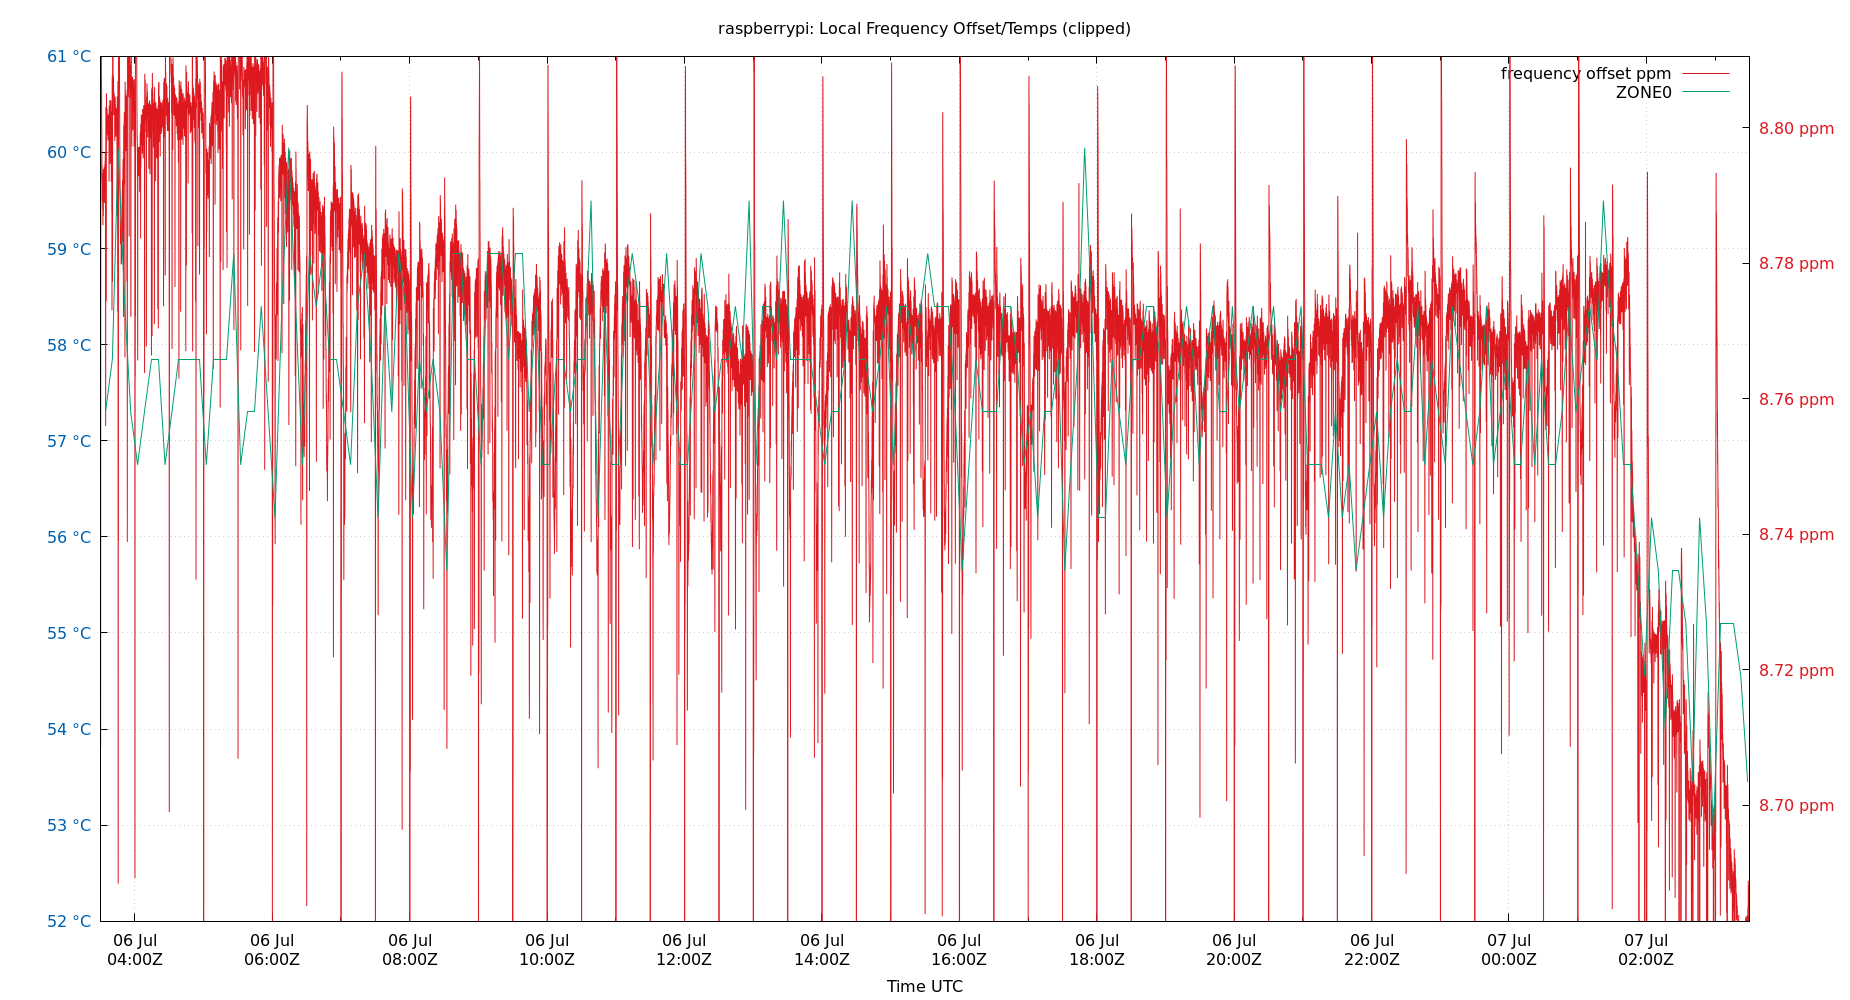 raspberrypi: Local Frequency Offset/Temps (clipped)
61 °C
60 °C
59 °C
58 °C
57 °C
56 °C
55 °C
54 °C
53 °C
52 °C
frequency offset ppm
ZONE0
8.80 ppm
8.78 ppm
8.76 ppm
8.74 ppm
8.72 ppm
8.70 ppm
06 Jul 06 Jul 06 Jul 06 Jul 06 Jul 06 Jul 06 Jul 06 Jul 06 Jul 06 Jul 07 Jul 07 Jul
04:00Z 06:00Z 08:00Z 10:00Z 12:00Z 14:00Z 16:00Z 18:00Z 20:00Z 22:00Z 00:00Z 02:00Z
Time UTC